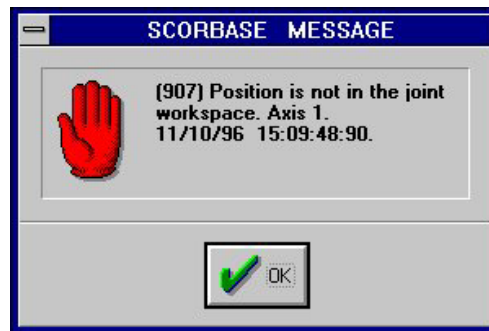 SCORBASE MESSAGE
(907) Position is not in the joint
workspace. Axis 1.
11/10/96 15:09:48:90.
OK